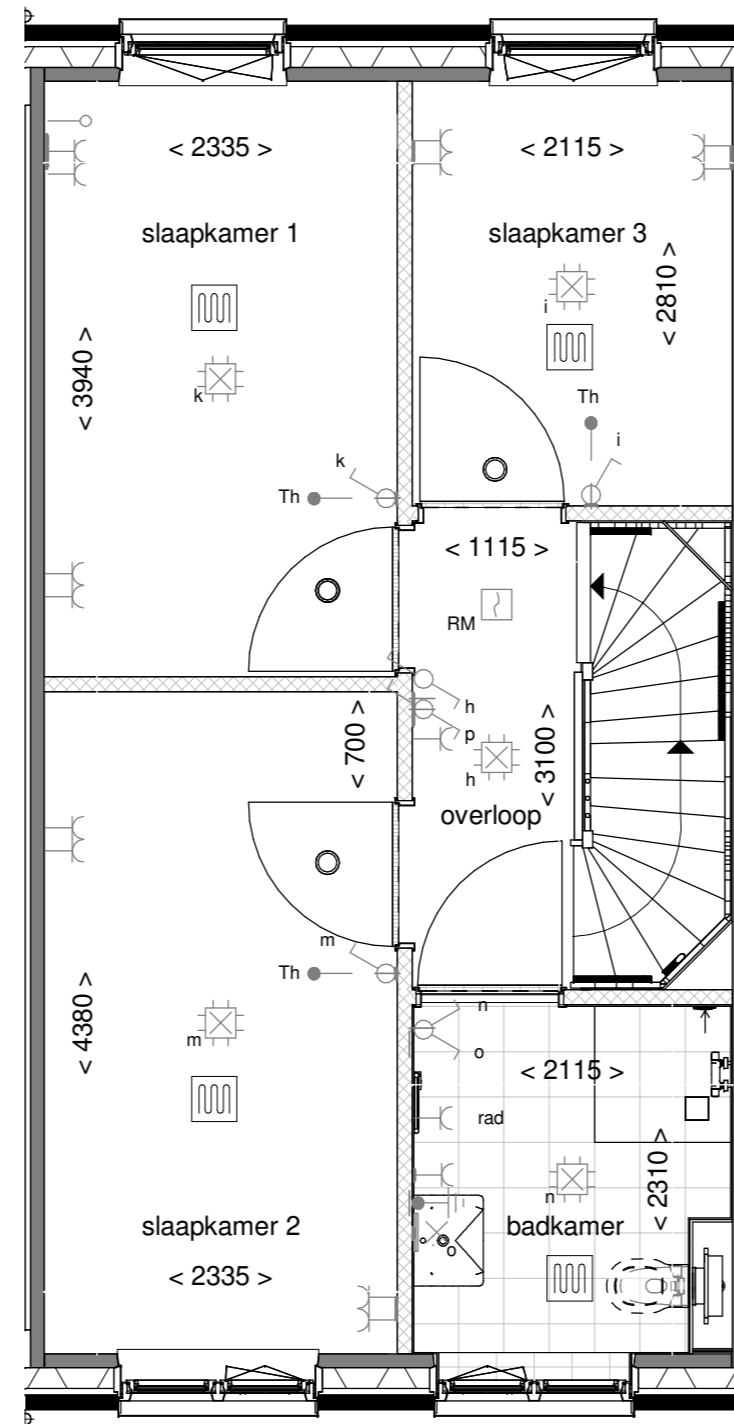 < 2335 >
< 2115 >
slaapkamer 1
slaapkamer 3
< 2810 >
i
< 3940 >
k
Th
i
k
Th
< 1115 >
RM
h
p
< 700 >
h
< 3100 >
overloop
m
Th
n
o
< 4380 >
m
< 2115 >
rad
n
< 2310 >
slaapkamer 2
badkamer
o
< 2335 >